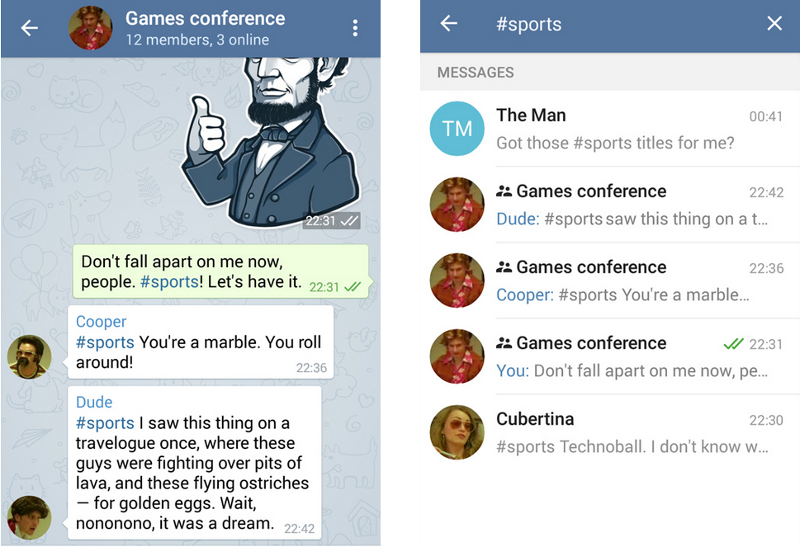 Games conference
12 members, 3 online
22:31
Don't fall apart on me now,
people. #sports! Let's have it. 22:31
Cooper
#sports You're a marble. You roll
around!
22:36
Dude
#sports I saw this thing on a
travelogue once, where these
guys were fighting over pits of
lava, and these flying ostriches
— for golden eggs. Wait,
nononono, it was a dream. 22:42
#sports
MESSAGES
TM
The Man 00:41
Got those #sports titles for me?
Games conference 22:42
Dude: #sports saw this thing on a t...
Games conference 22:36
Cooper: #sports You're a marble...
Games conference 22:31
You: Don't fall apart on me now, pe...
Cubertina 22:30
#sports Technoball. I don't know w...